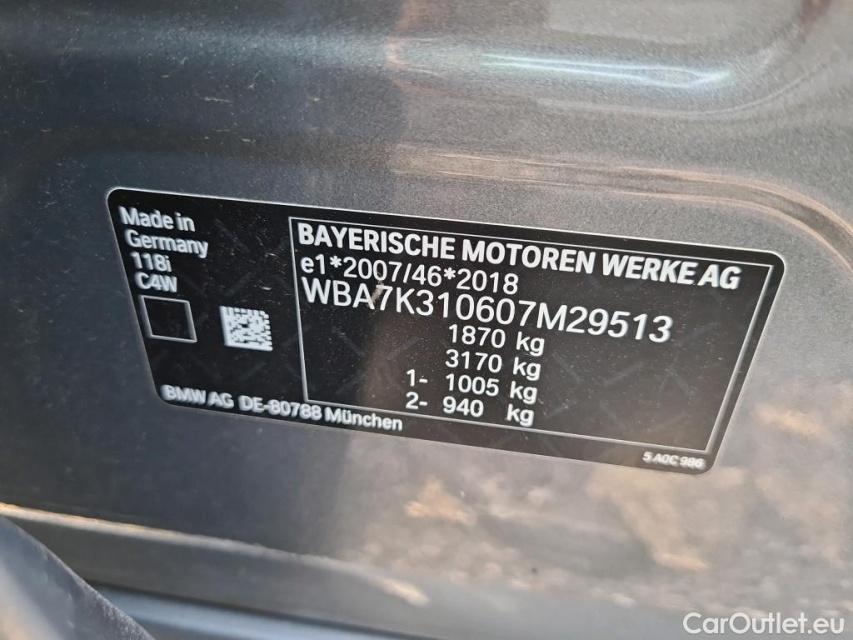 Made in
Germany
118i
C4W
BAYERISCHE MOTOREN WERKE AG
e1*2007/46*2018
WBA7K310607M29513
1870 kg
3170 kg
1- 1005 kg
2- 940 kg
BMW AG DE-80788 München
5 A0C 986
CarOutlet.eu